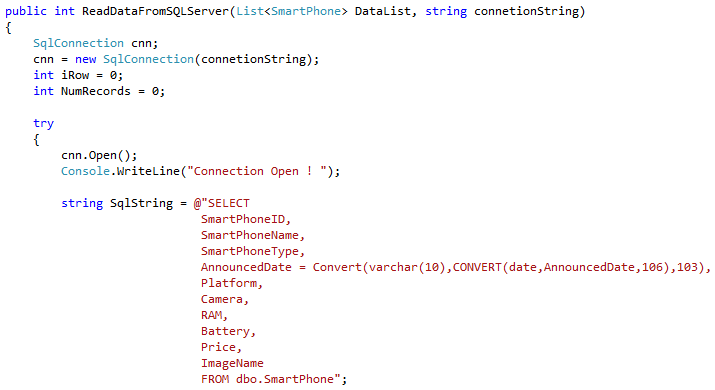 public int ReadDataFromSQLServer(List<SmartPhone> DataList, string connetionString)
{
    SqlConnection cnn;
    cnn = new SqlConnection(connetionString);
    int iRow = 0;
    int NumRecords = 0;

    try
    {
        cnn.Open();
        Console.WriteLine("Connection Open ! ");

        string SqlString = @"SELECT
                            SmartPhoneID,
                            SmartPhoneName,
                            SmartPhoneType,
                            AnnouncedDate = Convert(varchar(10),CONVERT(date,AnnouncedDate,106),103),
                            Platform,
                            Camera,
                            RAM,
                            Battery,
                            Price,
                            ImageName
                            FROM dbo.SmartPhone";